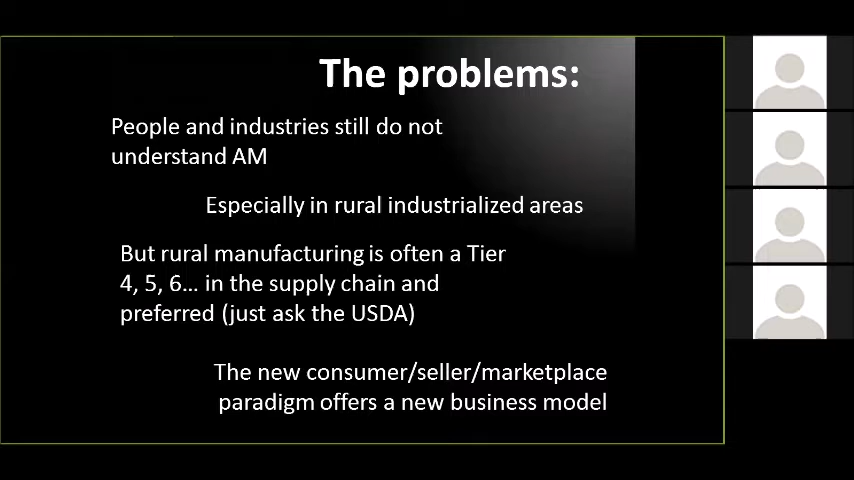 The problems:
People and industries still do not
understand AM
Especially in rural industrialized areas
But rural manufacturing is often a Tier
4, 5, 6… in the supply chain and
preferred (just ask the USDA)
The new consumer/seller/marketplace
paradigm offers a new business model